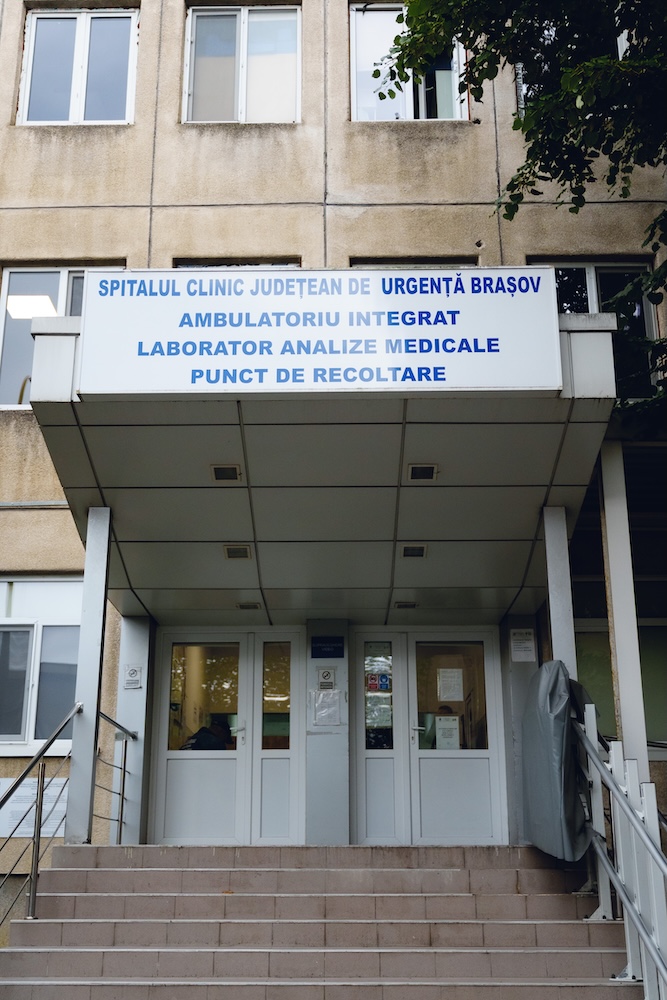 SPITALUL CLINIC JUDEȚEAN DE URGENȚĂ BRAȘOV
AMBULATORIU INTEGRAT
LABORATOR ANALIZE MEDICALE
PUNCT DE RECOLTARE